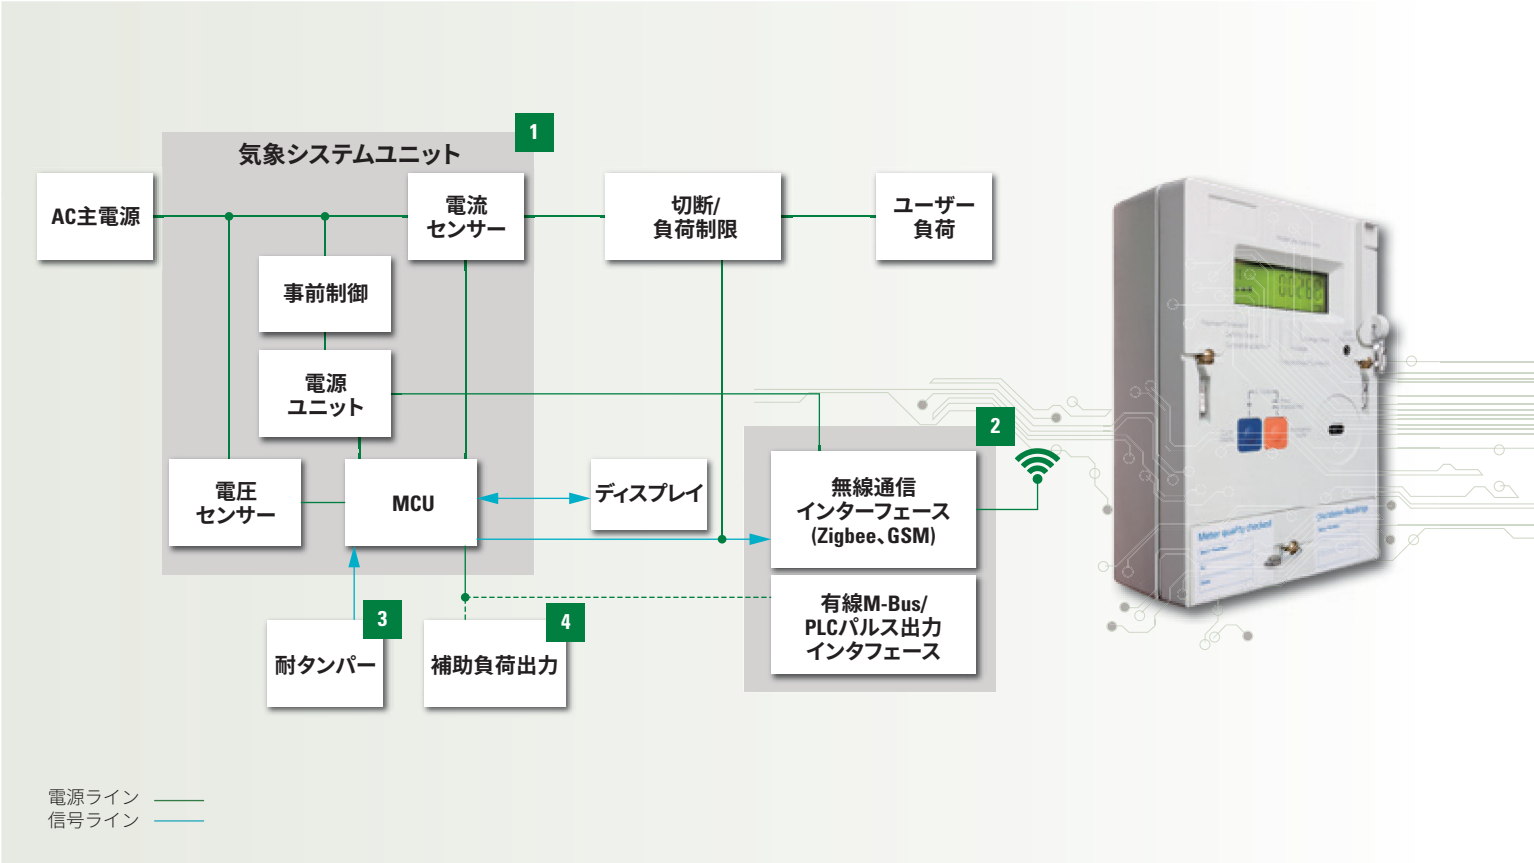 1
気象システムユニット
AC主電源
電流
センサー
切断/
負荷制限
ユーザー
負荷
事前制御
電源
ユニット
2
電圧
センサー
MCU
ディスプレイ
無線通信
インターフェース
(Zigbee、GSM)
有線M-Bus/
PLCパルス出力
インタフェース
3
耐タンパー
4
補助負荷出力
電源ライン
信号ライン
Meter quality checked